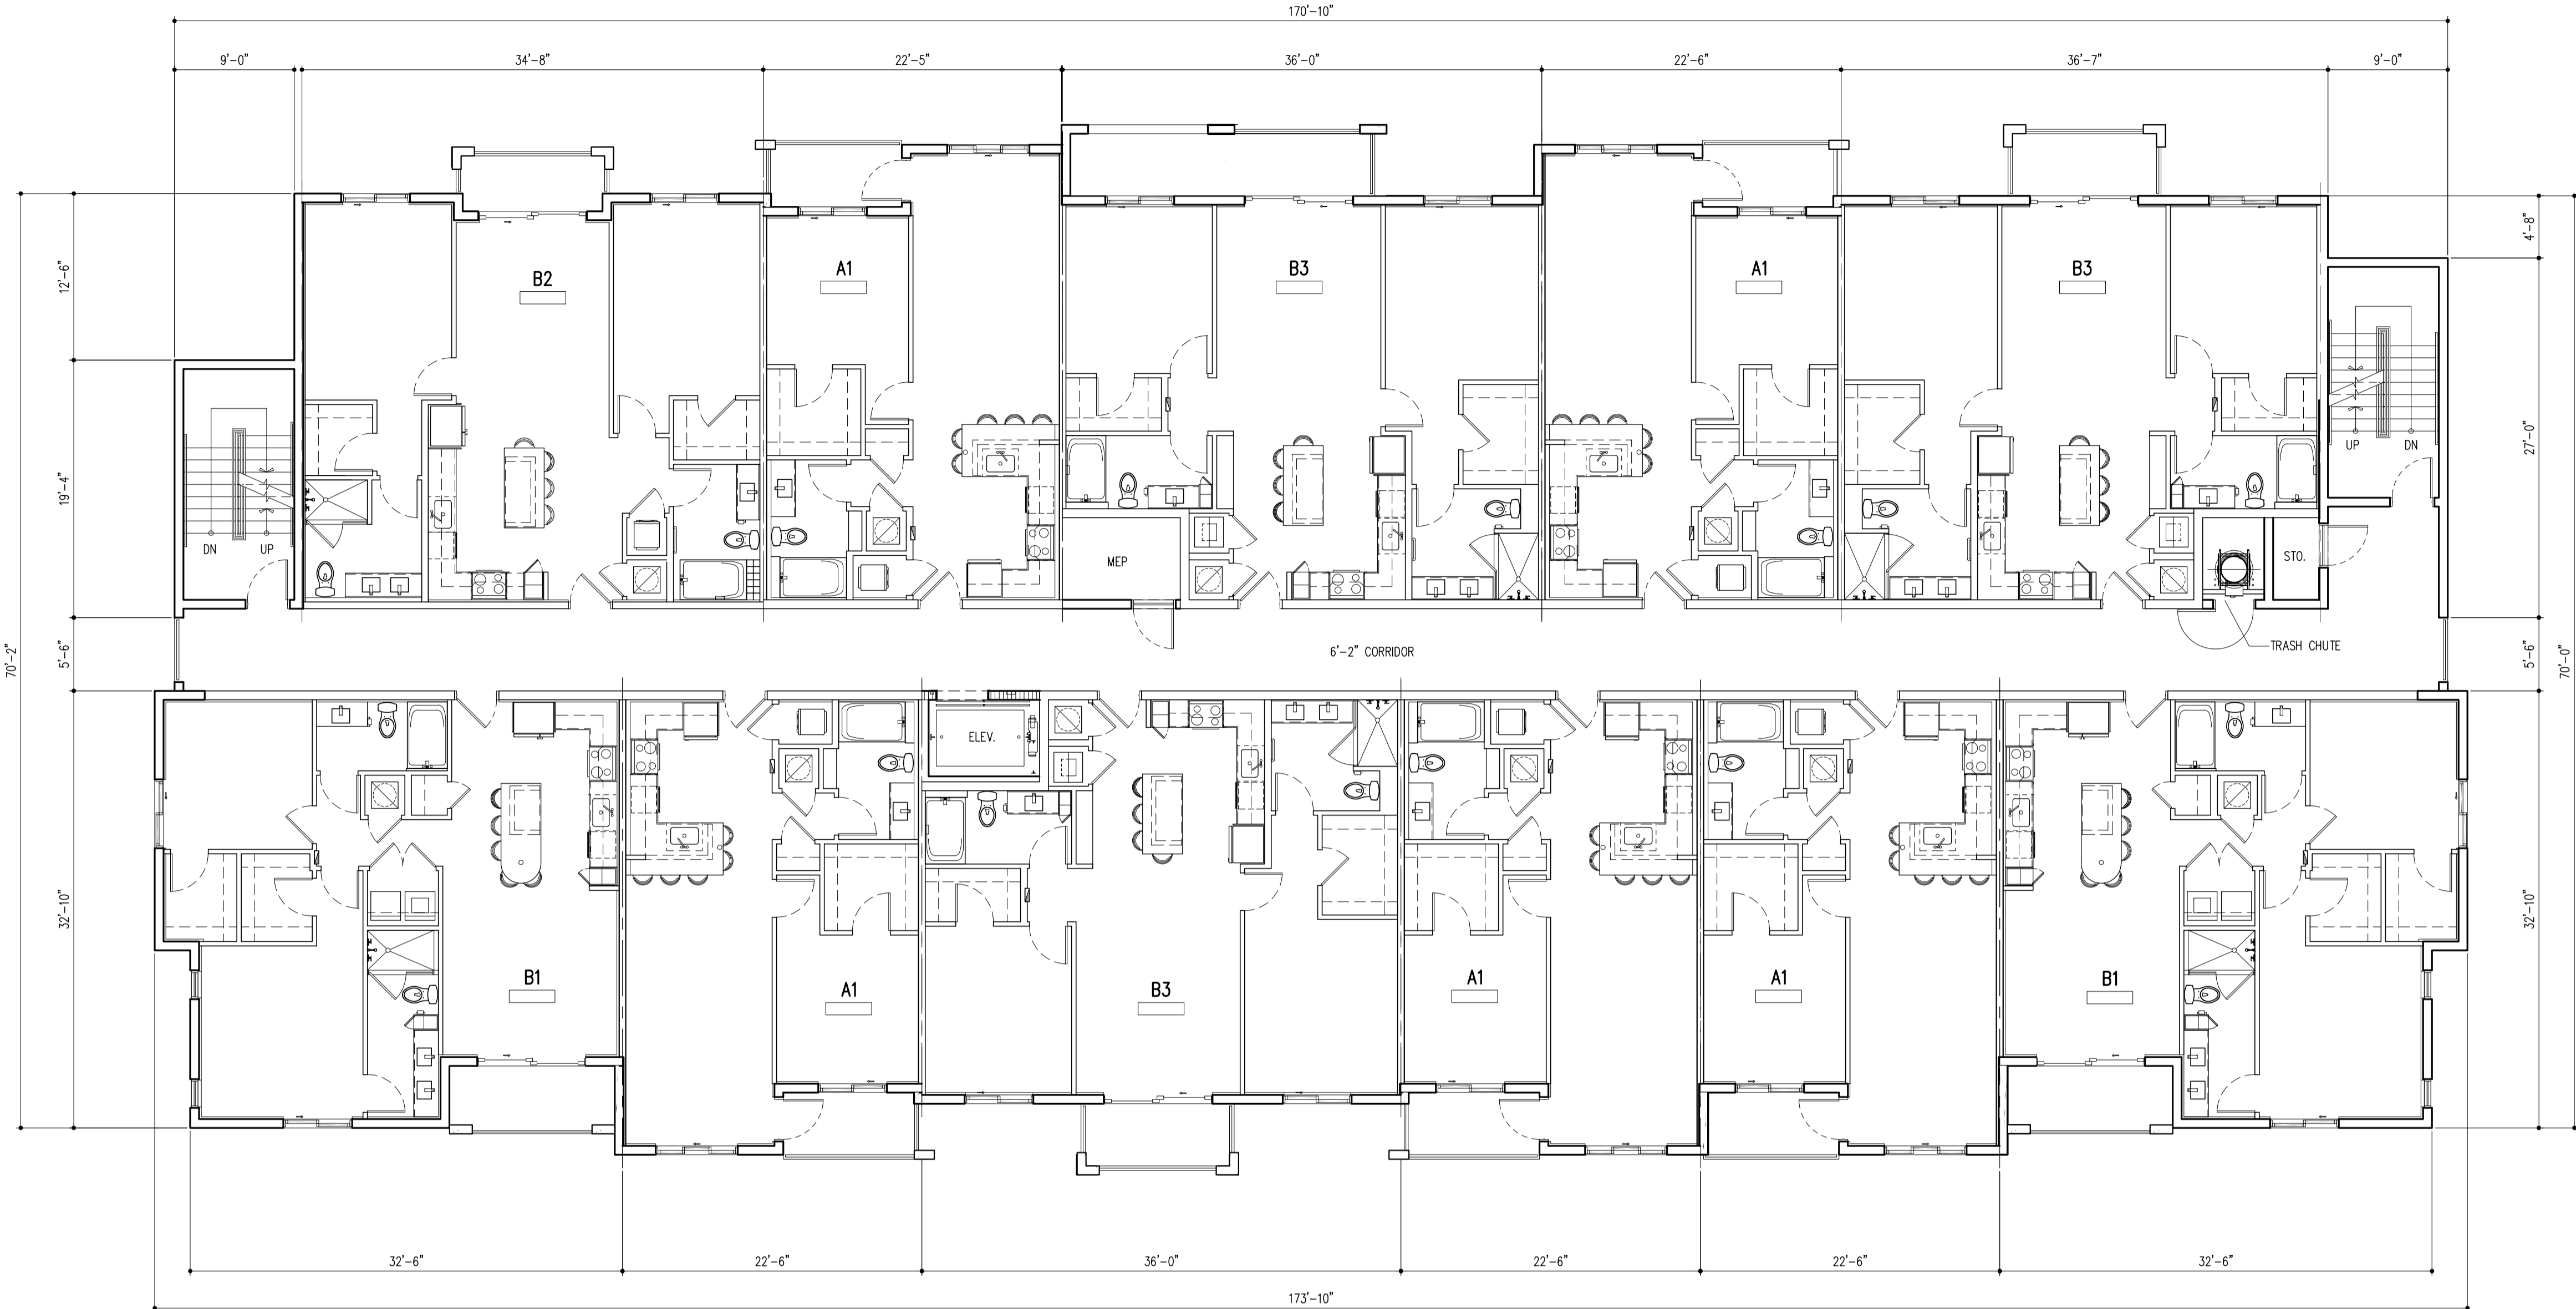 170'-10"
9'-0"
34'-8"
22'-5"
36'-0"
22'-6"
36'-7"
9'-0"
4'-8"
12'-6"
B2
A1
B3
A1
B3
27'-0"
19'-4"
UP
DN
DN
UP
MEP
STO.
70'-2"
5'-6"
6'-2" CORRIDOR
TRASH CHUTE
5'-6"
70'-0"
ELEV.
32'-10"
32'-10"
B1
A1
B3
A1
A1
B1
32'-6"
22'-6"
36'-0"
22'-6"
22'-6"
32'-6"
173'-10"